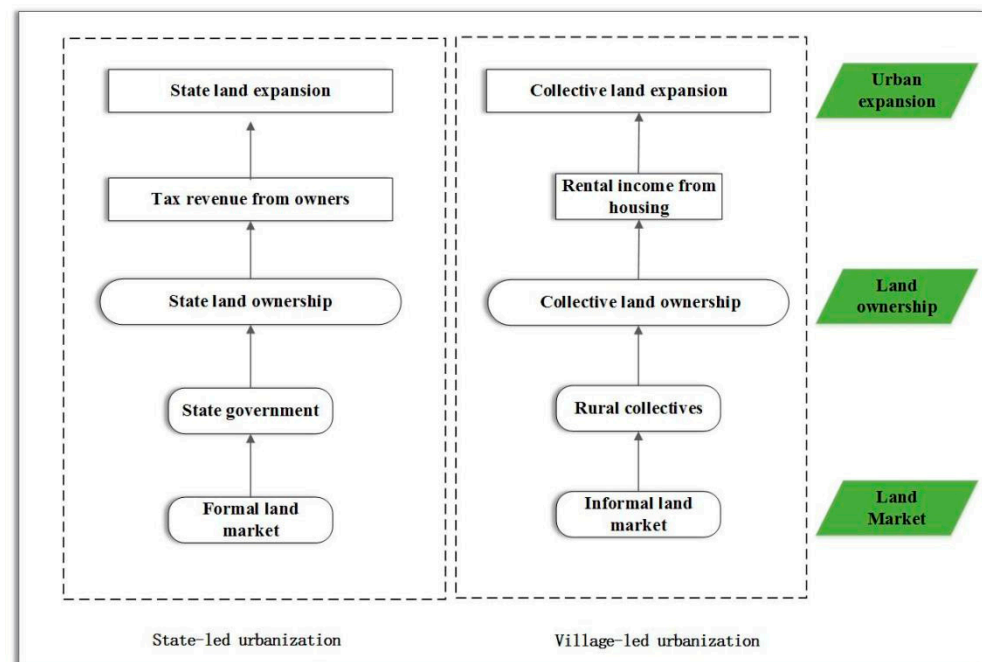 State land expansion
Tax revenue from owners
State land ownership
State government
Formal land
market
State-led urbanization
Collective land expansion
Rental income from
housing
Collective land ownership
Rural collectives
Informal land
market
Village-led urbanization
Urban
expansion
Land
ownership
Land
Market